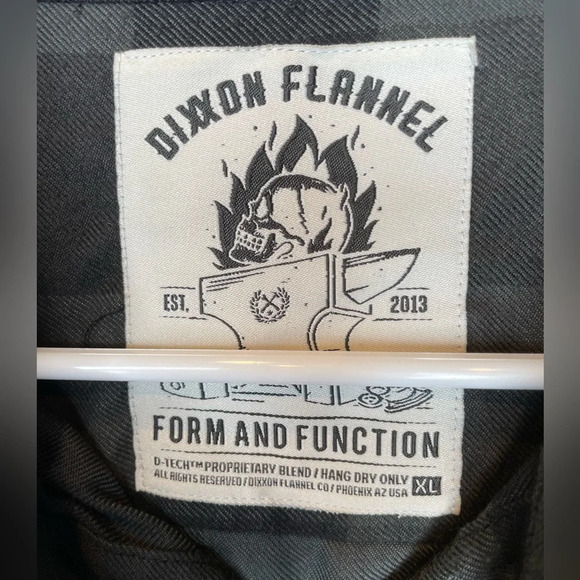 DIXXON FLANNEL
EST. 2013
FORM AND FUNCTION
D-TECH™ PROPRIETARY BLEND / HANG DRY ONLY
ALL RIGHTS RESERVED / DIXXON FLANNEL CO / PHOENIX AZ USA XL